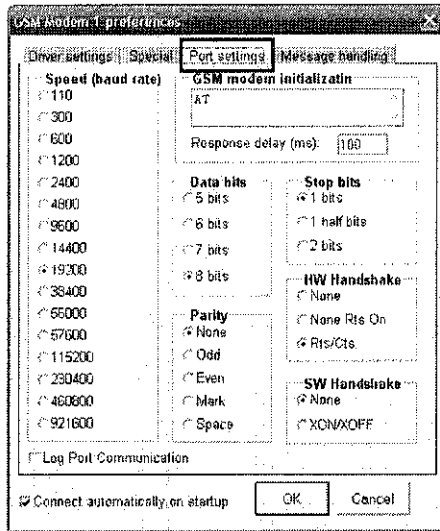 GSM Modem 1 preferences
Driver settings Special Port settings Message handling
Speed (baud rate)
110
300
600
1200
2400
4800
9600
14400
19200
38400
56000
57600
115200
230400
460800
921600
GSM modem initializatin
AT
Response delay (ms): 100
Data bits
5 bits
6 bits
7 bits
8 bits
Stop bits
1 bits
1 half bits
2 bits
Parity
None
Odd
Even
Mark
Space
HW Handshake
None
None Rts On
Rts/Cts
SW Handshake
None
XON/XOFF
Log Port Communication
Connect automatically on startup
OK
Cancel